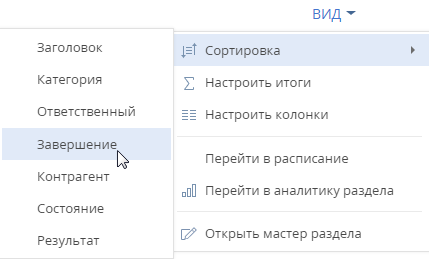 ВИД
Заголовок
Категория
Ответственный
Завершение
Контрагент
Состояние
Результат
Сортировка
Настроить итоги
Настроить колонки
Перейти в расписание
Перейти в аналитику раздела
Открыть мастер раздела